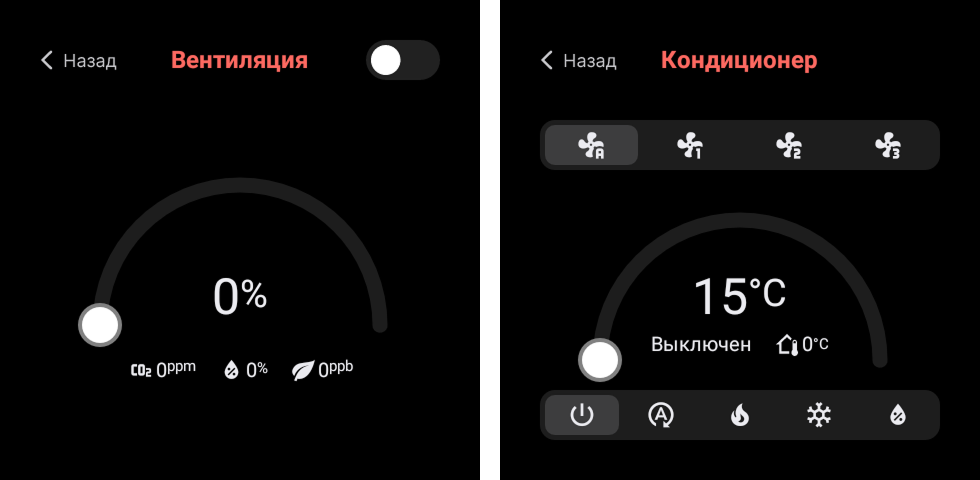 Назад Вентиляция
0%
CO2 0ppm 0% 0ppb
Назад Кондиционер
A 1 2 3
15°C
Выключен 0°C
A